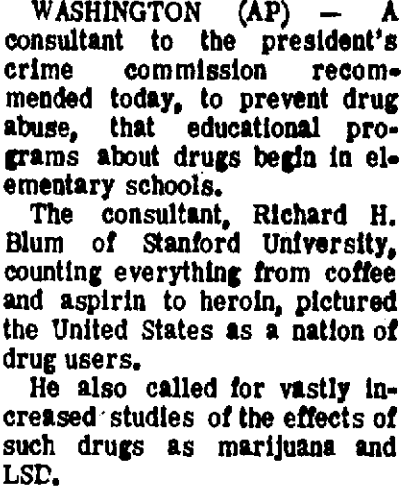 WASHINGTON (AP) — A
consultant to the president's
crime commission recom-
mended today, to prevent drug
abuse, that educational pro-
grams about drugs begin in el-
ementary schools.
The consultant, Richard H.
Blum of Stanford University,
counting everything from coffee
and aspirin to heroin, pictured
the United States as a nation of
drug users.
He also called for vastly in-
creased studies of the effects of
such drugs as marijuana and
LSD.